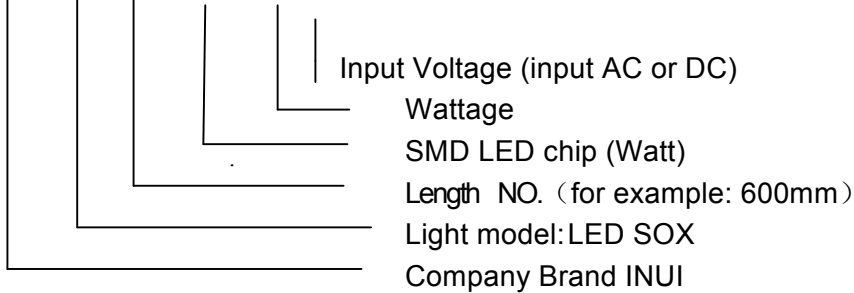 Input Voltage (input AC or DC)
Wattage
SMD LED chip (Watt)
Length NO.（for example: 600mm）
Light model:LED SOX
Company Brand INUI